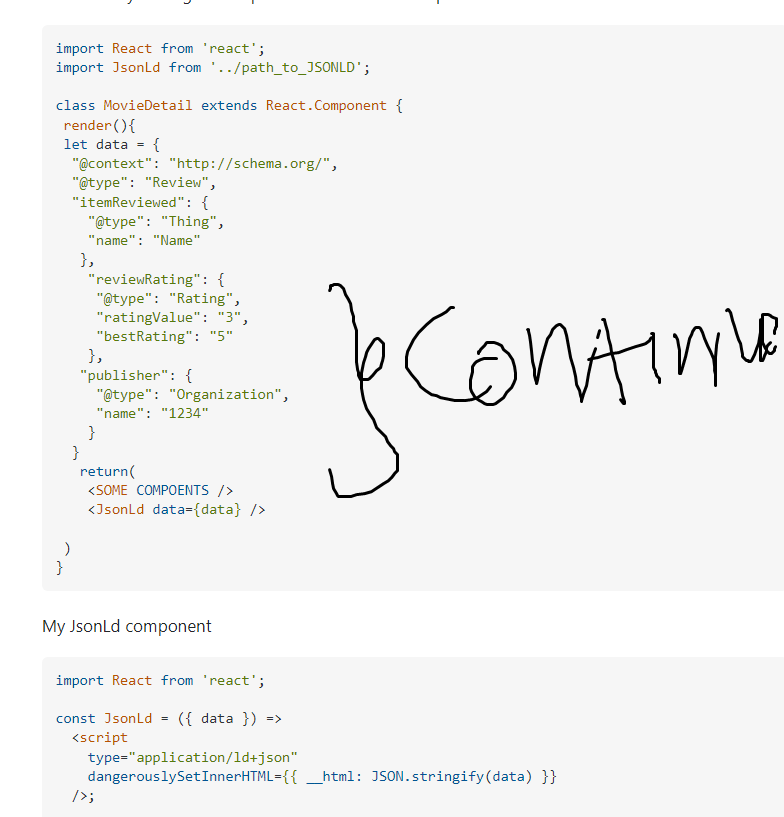 import React from 'react';
import JsonLd from '../path_to_JSONLD';
class MovieDetail extends React.Component {
render(){
let data = {
"@context": "http://schema.org/",
"@type": "Review",
"itemReviewed": {
"@type": "Thing",
"name": "Name"
},
"reviewRating": {
"@type": "Rating",
"ratingValue": "3",
"bestRating": "5"
},
"publisher": {
"@type": "Organization",
"name": "1234"
}
}
return(
<SOME COMPOENTS />
<JsonLd data={data} />
)
}
CONTINUE
My JsonLd component
import React from 'react';
const JsonLd = ({ data }) =>
<script
type="application/ld+json"
dangerouslySetInnerHTML={{ __html: JSON.stringify(data) }}
/>;